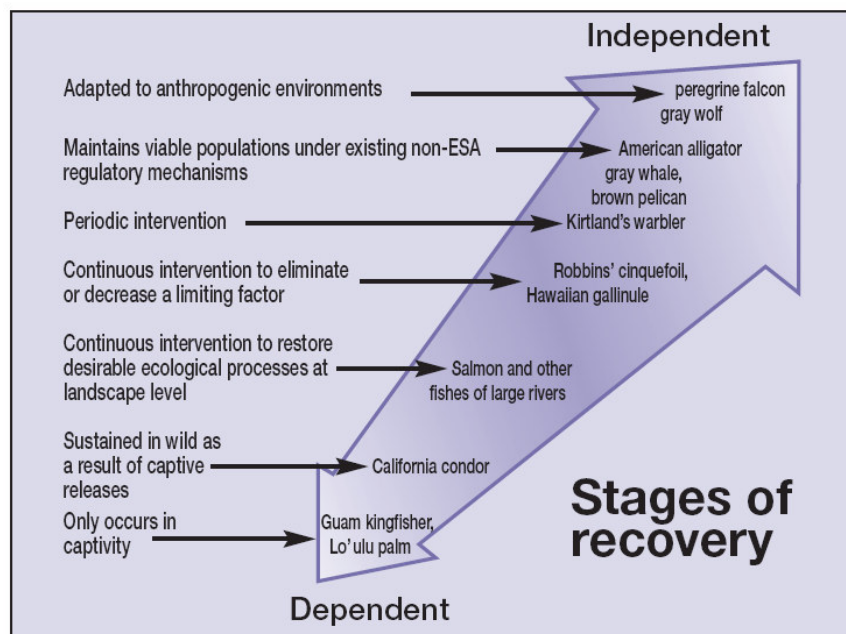 Independent
Adapted to anthropogenic environments
peregrine falcon
gray wolf
Maintains viable populations under existing non-ESA
regulatory mechanisms
American alligator
gray whale,
brown pelican
Periodic intervention
Kirtland's warbler
Continuous intervention to eliminate
or decrease a limiting factor
Robbins' cinquefoil,
Hawaiian gallinule
Continuous intervention to restore
desirable ecological processes at
landscape level
Salmon and other
fishes of large rivers
Sustained in wild as
a result of captive
releases
California condor
Only occurs in
captivity
Guam kingfisher,
Lo'ulu palm
Stages of
recovery
Dependent